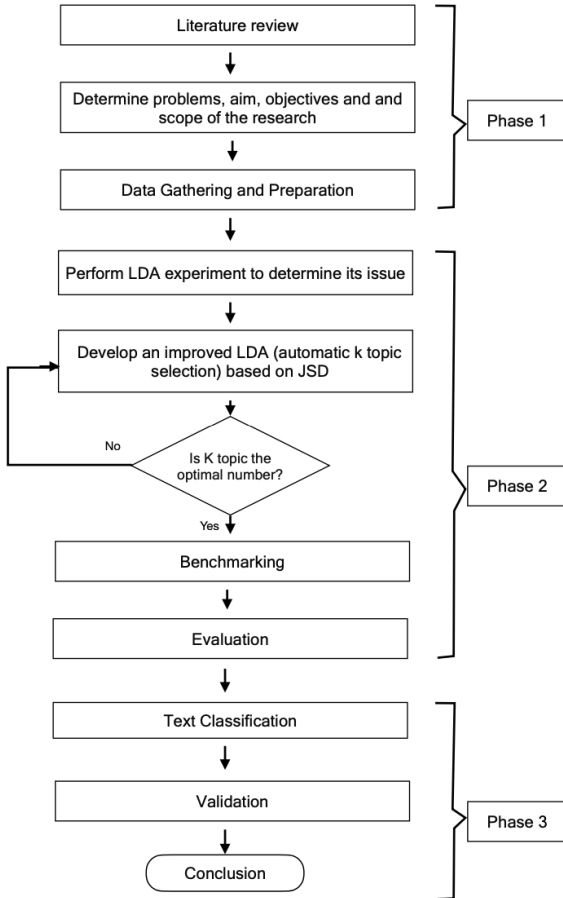 Literature review
Determine problems, aim, objectives and and
scope of the research
Phase 1
Data Gathering and Preparation
Perform LDA experiment to determine its issue
Develop an improved LDA (automatic k topic
selection) based on JSD
No
Is K topic the
optimal number?
Phase 2
Yes
Benchmarking
Evaluation
Text Classification
Validation
Phase 3
Conclusion